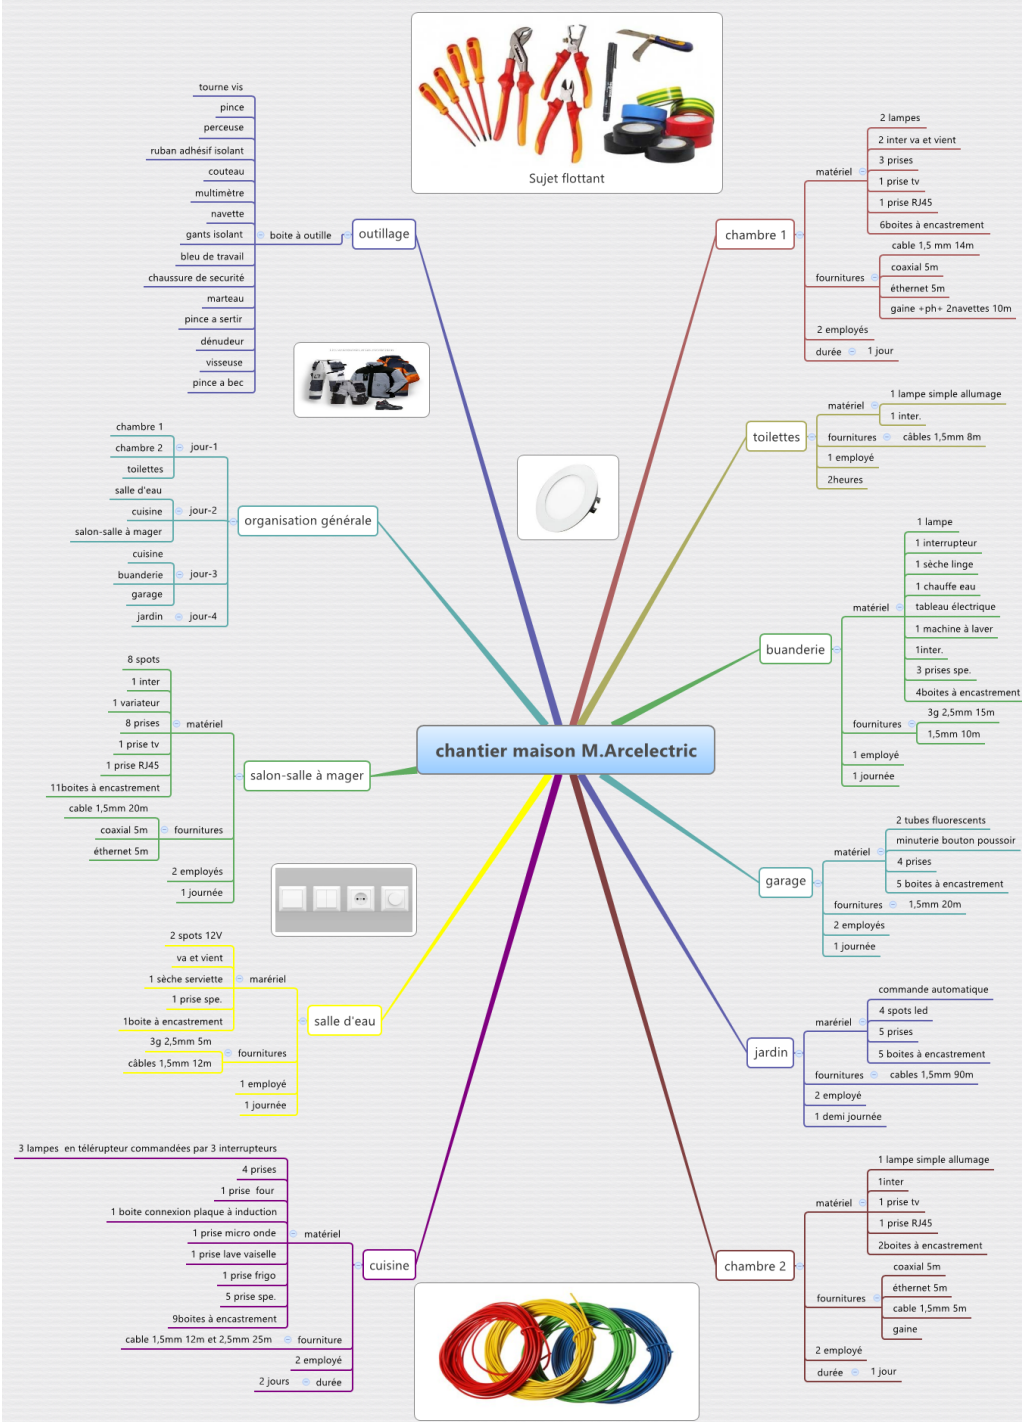 Sujet flottant
chantier maison M.Arcelectric
outillage
boite à outille
tourne vis
pince
perceuse
ruban adhésif isolant
couteau
multimètre
navette
gants isolant
bleu de travail
chaussure de securité
marteau
pince a sertir
dénudeur
visseuse
pince a bec
organisation générale
jour-1
chambre 1
chambre 2
toilettes
jour-2
salle d'eau
cuisine
salon-salle à mager
jour-3
cuisine
buanderie
garage
jour-4
jardin
salon-salle à mager
matériel
8 spots
1 inter
1 variateur
8 prises
1 prise tv
1 prise RJ45
11boites à encastrement
fournitures
cable 1,5mm 20m
coaxial 5m
éthernet 5m
2 employés
1 journée
salle d'eau
marériel
2 spots 12V
va et vient
1 sèche serviette
1 prise spe.
1boite à encastrement
fournitures
3g 2,5mm 5m
câbles 1,5mm 12m
1 employé
1 journée
cuisine
matériel
3 lampes  en télérupteur commandées par 3 interrupteurs
4 prises
1 prise  four
1 boite connexion plaque à induction
1 prise micro onde
1 prise lave vaiselle
1 prise frigo
5 prise spe.
9boites à encastrement
fourniture
cable 1,5mm 12m et 2,5mm 25m
2 employé
durée
2 jours
chambre 1
matériel
2 lampes
2 inter va et vient
3 prises
1 prise tv
1 prise RJ45
6boites à encastrement
fournitures
cable 1,5 mm 14m
coaxial 5m
éthernet 5m
gaine +ph+ 2navettes 10m
2 employés
durée
1 jour
toilettes
matériel
1 lampe simple allumage
1 inter.
fournitures
câbles 1,5mm 8m
1 employé
2heures
buanderie
matériel
1 lampe
1 interrupteur
1 sèche linge
1 chauffe eau
tableau électrique
1 machine à laver
1inter.
3 prises spe.
4boites à encastrement
fournitures
3g 2,5mm 15m
1,5mm 10m
1 employé
1 journée
garage
matériel
2 tubes fluorescents
minuterie bouton poussoir
4 prises
5 boites à encastrement
fournitures
1,5mm 20m
2 employés
1 journée
jardin
marériel
commande automatique
4 spots led
5 prises
5 boites à encastrement
fournitures
cables 1,5mm 90m
2 employé
1 demi journée
chambre 2
matériel
1 lampe simple allumage
1inter
1 prise tv
1 prise RJ45
2boites à encastrement
fournitures
coaxial 5m
éthernet 5m
cable 1,5mm 5m
gaine
2 employé
durée
1 jour